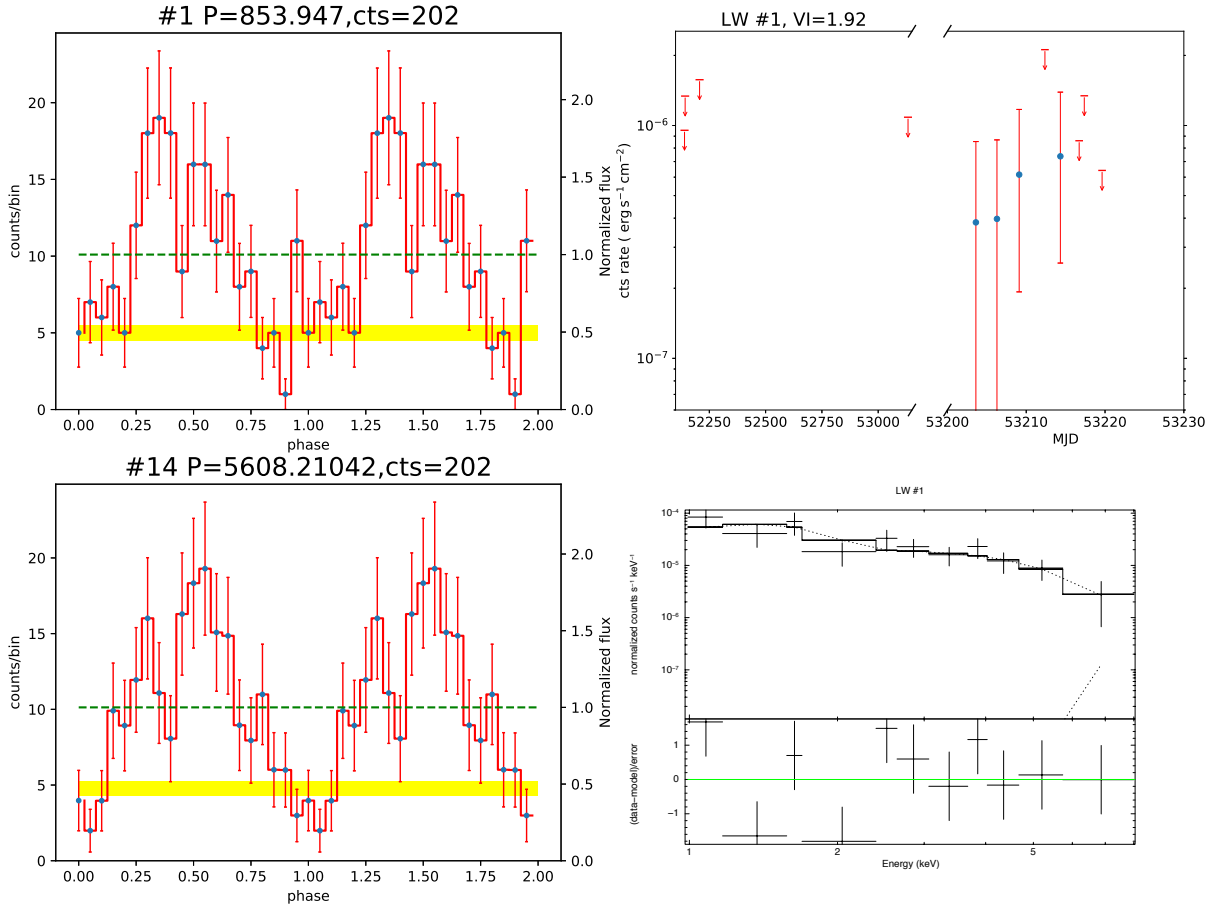 #1 P=853.947,cts=202
counts/bin
20
15
10
5
0
2.0
1.5
1.0
0.5
0.0
Normalized flux
0.00 0.25 0.50 0.75 1.00 1.25 1.50 1.75 2.00
phase
LW #1, VI=1.92
cts rate ( erg s⁻¹ cm⁻²)
10⁻⁶
10⁻⁷
52250 52500 52750 53000 53200 53210 53220 53230
MJD
#14 P=5608.21042,cts=202
counts/bin
20
15
10
5
0
2.0
1.5
1.0
0.5
0.0
Normalized flux
0.00 0.25 0.50 0.75 1.00 1.25 1.50 1.75 2.00
phase
LW #1
normalized counts s⁻¹ keV⁻¹
10⁻⁴
10⁻⁵
10⁻⁶
10⁻⁷
(data−model)/error
1
0
−1
1 2 5
Energy (keV)